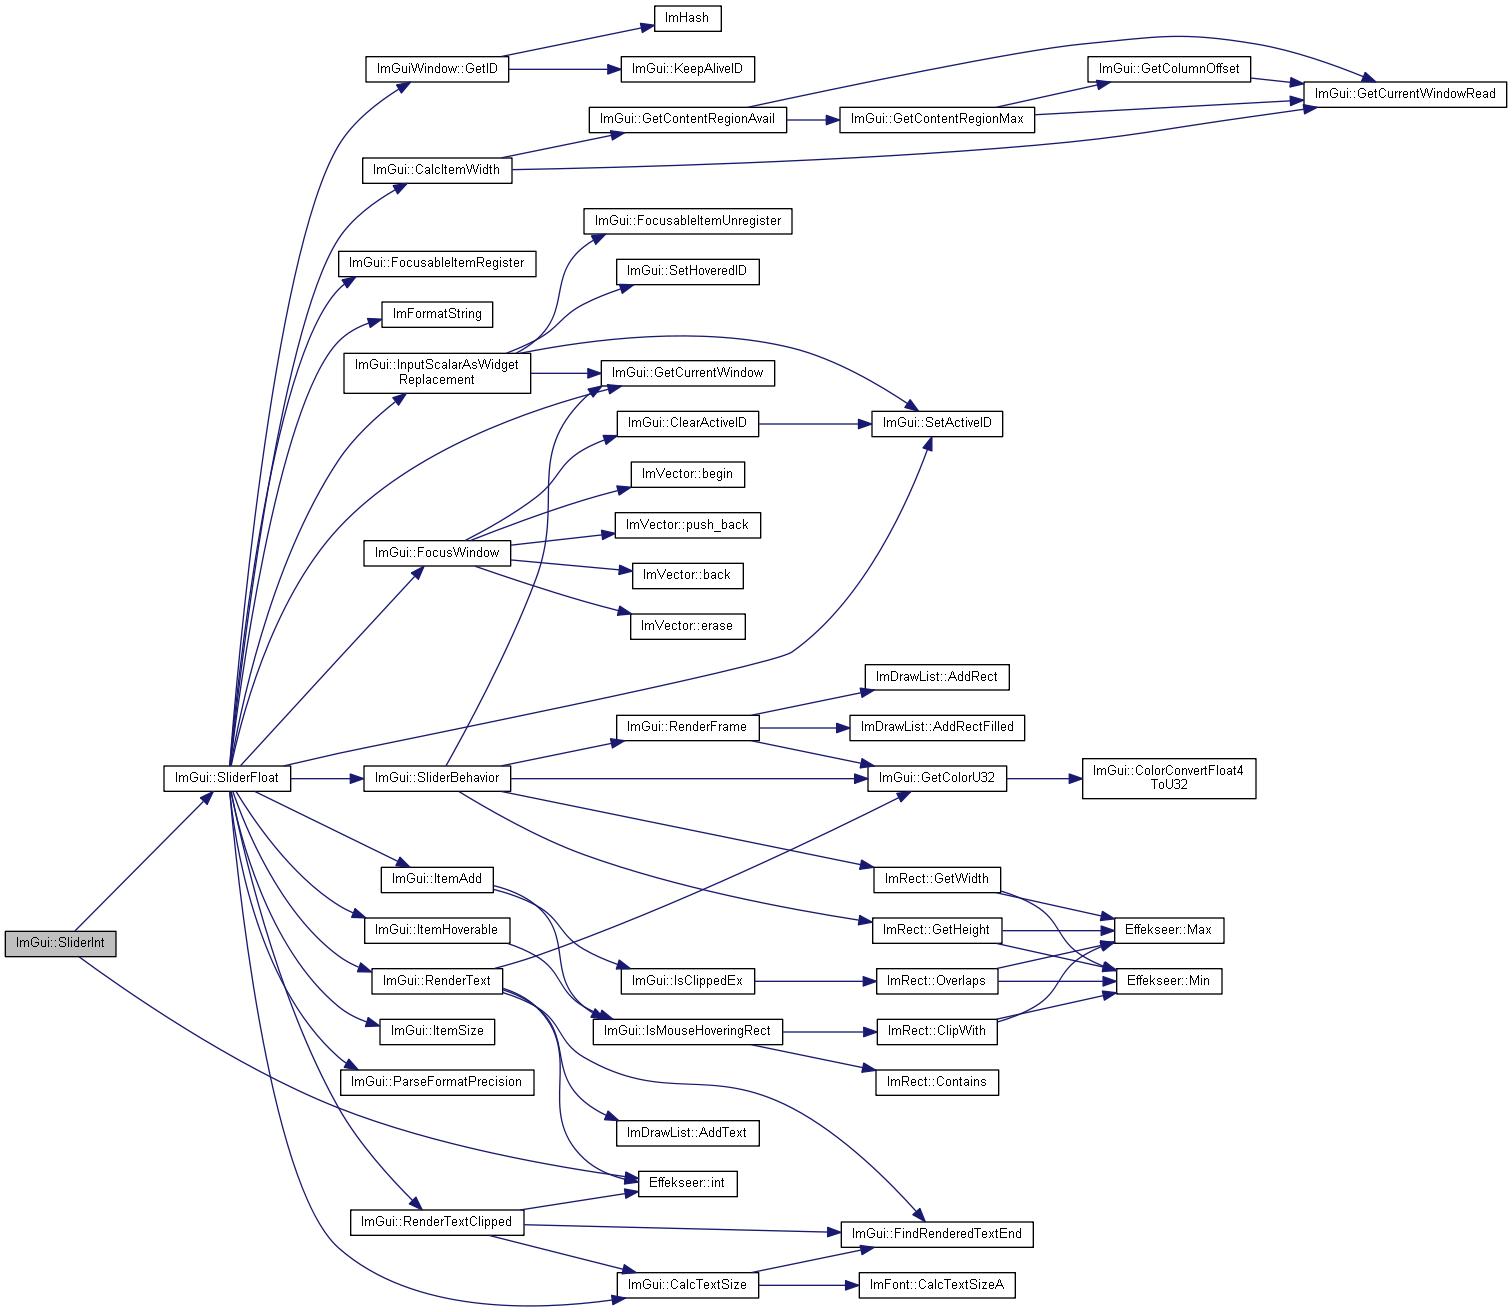 ImHash
ImGuiWindow::GetID
ImGui::KeepAliveID
ImGui::GetColumnOffset
ImGui::GetCurrentWindowRead
ImGui::GetContentRegionAvail
ImGui::GetContentRegionMax
ImGui::CalcItemWidth
ImGui::FocusableItemUnregister
ImGui::FocusableItemRegister
ImGui::SetHoveredID
ImFormatString
ImGui::InputScalarAsWidget
Replacement
ImGui::GetCurrentWindow
ImGui::ClearActiveID
ImGui::SetActiveID
ImVector::begin
ImVector::push_back
ImGui::FocusWindow
ImVector::back
ImVector::erase
ImDrawList::AddRect
ImGui::RenderFrame
ImDrawList::AddRectFilled
ImGui::SliderFloat
ImGui::SliderBehavior
ImGui::GetColorU32
ImGui::ColorConvertFloat4
ToU32
ImGui::ItemAdd
ImRect::GetWidth
ImGui::SliderInt
ImGui::ItemHoverable
ImRect::GetHeight
Effekseer::Max
ImGui::RenderText
ImGui::IsClippedEx
ImRect::Overlaps
Effekseer::Min
ImGui::ItemSize
ImGui::IsMouseHoveringRect
ImRect::ClipWith
ImGui::ParseFormatPrecision
ImRect::Contains
ImDrawList::AddText
Effekseer::int
ImGui::RenderTextClipped
ImGui::FindRenderedTextEnd
ImGui::CalcTextSize
ImFont::CalcTextSizeA